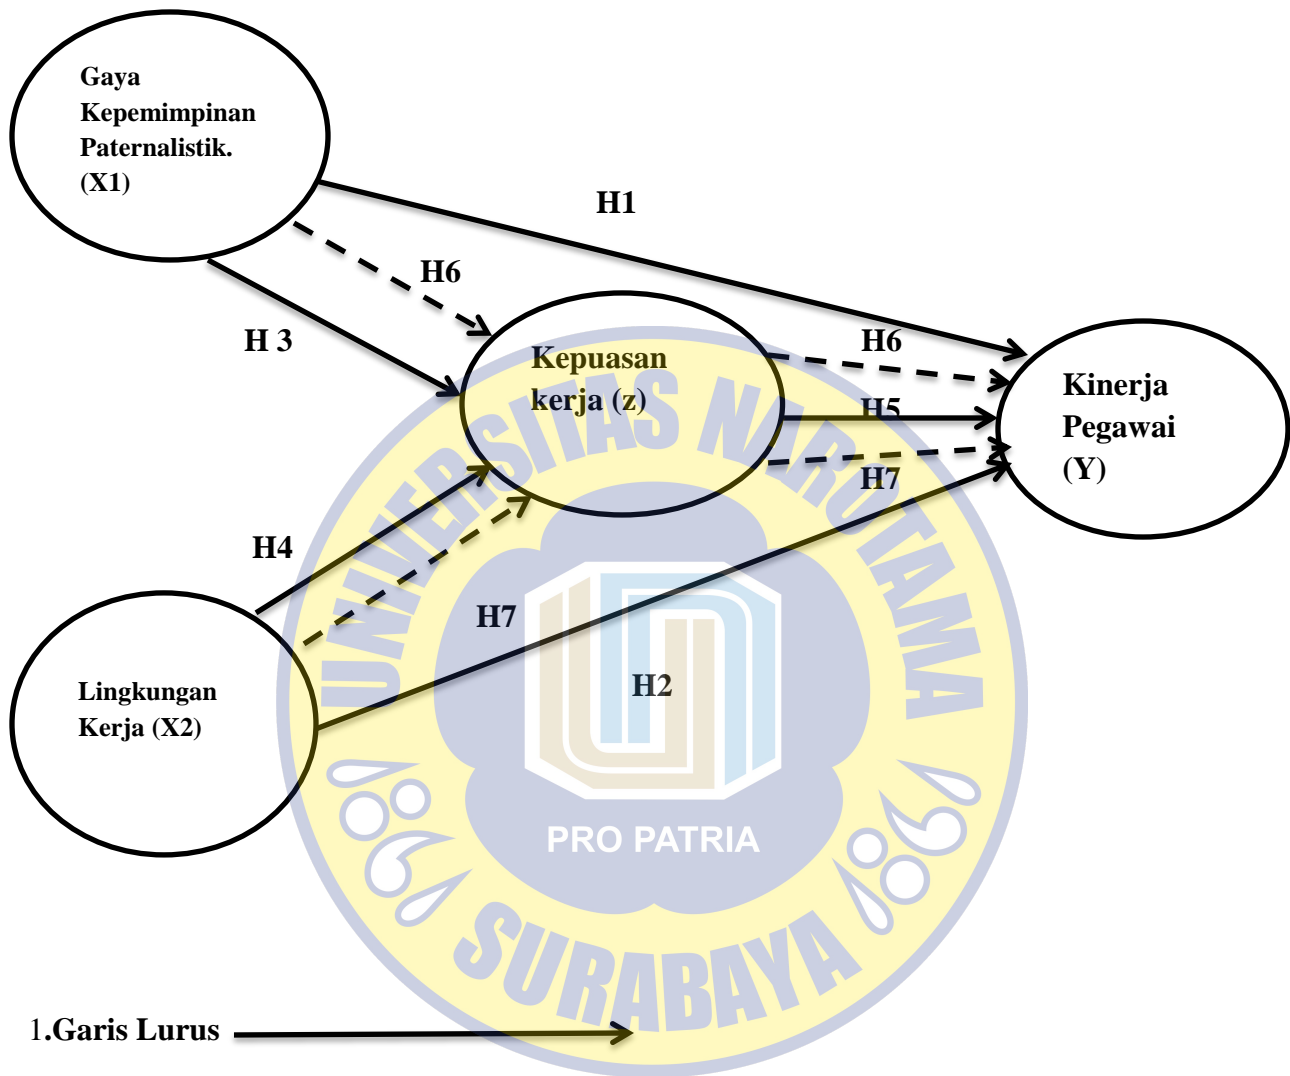 Gaya
Kepemimpinan
Paternalistik.
(X1)
H1
H6
H 3
Kepuasan
kerja (z)
H6
H5
H7
Kinerja
Pegawai
(Y)
H4
H7
H2
Lingkungan
Kerja (X2)
UNIVERSITAS NAROTAMA
PRO PATRIA
SURABAYA
1.Garis Lurus